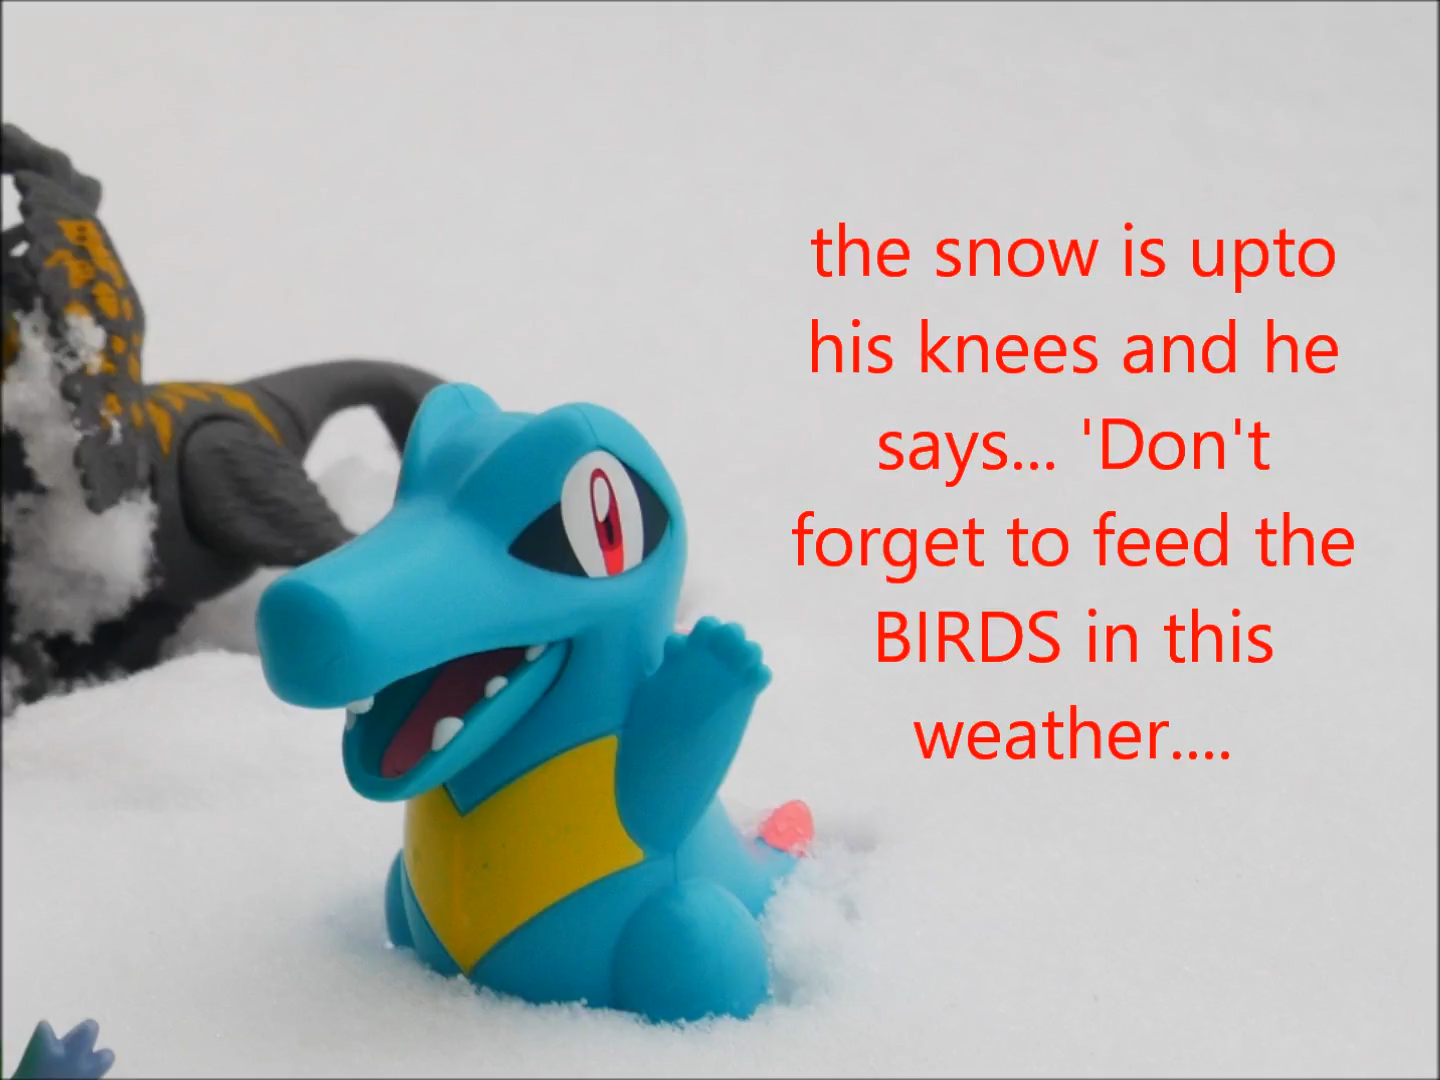 the snow is upto
his knees and he
says... 'Don't
forget to feed the
BIRDS in this
weather....